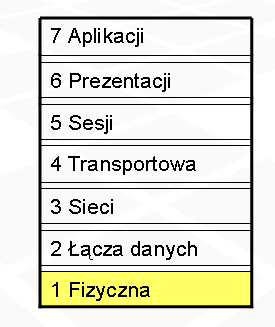 7 Aplikacji
6 Prezentacji
5 Sesji
4 Transportowa
3 Sieci
2 Łącza danych
1 Fizyczna